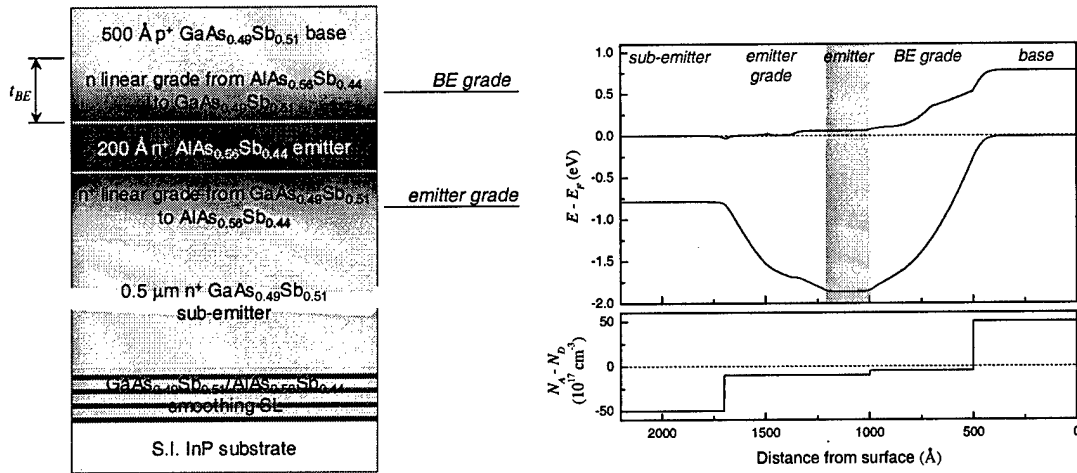 500 Å p⁺ GaAs₀.₄₉Sb₀.₅₁ base
n linear grade from AlAs₀.₅₆Sb₀.₄₄
to GaAs₀.₄₉Sb₀.₅₁
t_BE
BE grade
200 Å n⁺ AlAs₀.₅₆Sb₀.₄₄ emitter
n⁺ linear grade from GaAs₀.₄₉Sb₀.₅₁
to AlAs₀.₅₆Sb₀.₄₄
emitter grade
0.5 μm n⁺ GaAs₀.₄₉Sb₀.₅₁
sub-emitter
GaAs₀.₄₉Sb₀.₅₁/AlAs₀.₅₆Sb₀.₄₄
smoothing SL
S.I. InP substrate
sub-emitter
emitter
grade
emitter
BE grade
base
1.0
0.5
0.0
-0.5
-1.0
-1.5
-2.0
E - E_F (eV)
50
0
-50
N_A - N_D
(10¹⁷ cm⁻³)
2000 1500 1000 500 0
Distance from surface (Å)